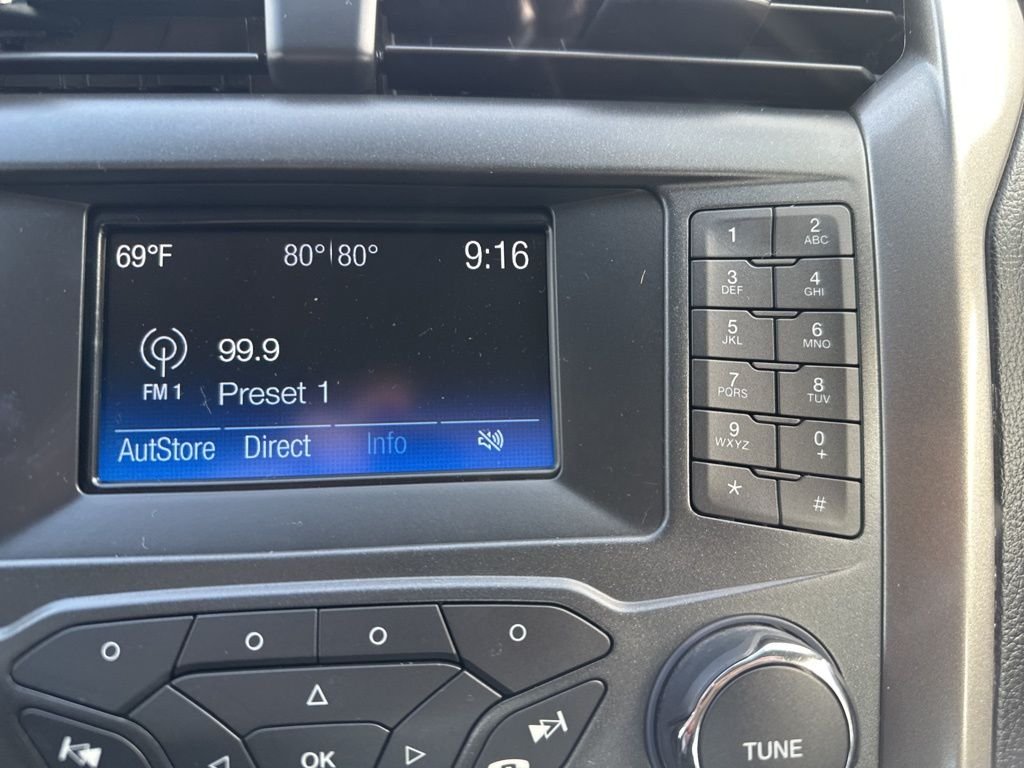 69°F 80° 80° 9:16
99.9
FM 1 Preset 1
AutStore Direct Info
1 2 ABC
3 DEF 4 GHI
5 JKL 6 MNO
7 PQRS 8 TUV
9 WXYZ 0 +
* #
OK
TUNE